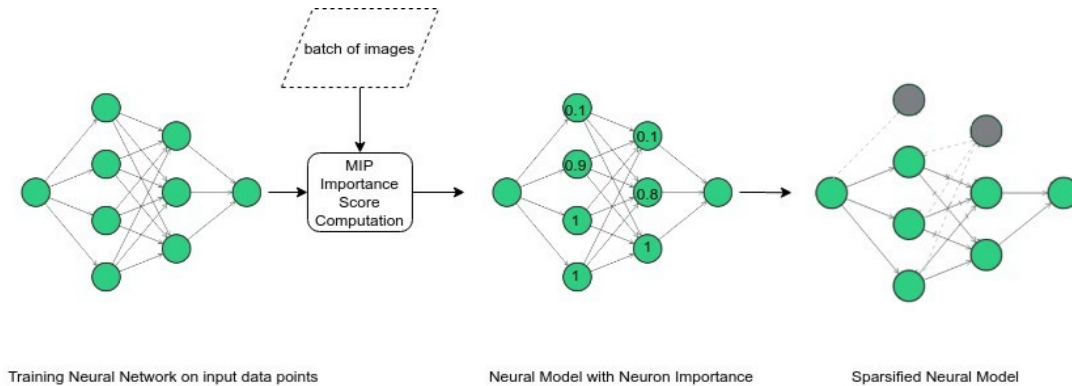 batch of images
MIP
Importance
Score
Computation
0.1
0.9
1
1
0.1
0.8
1
Training Neural Network on input data points
Neural Model with Neuron Importance
Sparsified Neural Model